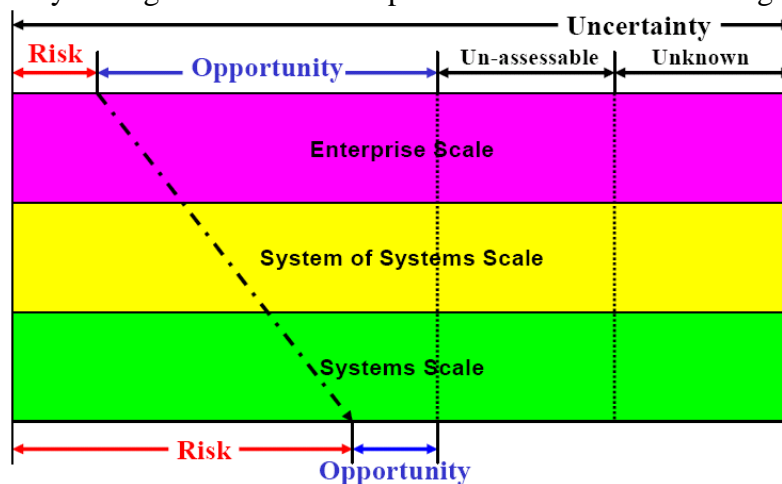 Uncertainty
Risk Opportunity Un-assessable Unknown
Enterprise Scale
System of Systems Scale
Systems Scale
Risk
Opportunity